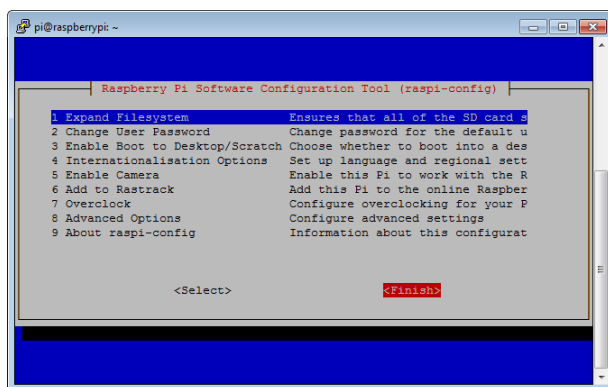 pi@raspberrypi: ~
Raspberry Pi Software Configuration Tool (raspi-config)
1 Expand Filesystem Ensures that all of the SD card s
2 Change User Password Change password for the default u
3 Enable Boot to Desktop/Scratch Choose whether to boot into a des
4 Internationalisation Options Set up language and regional sett
5 Enable Camera Enable this Pi to work with the R
6 Add to Rastrack Add this Pi to the online Raspber
7 Overclock Configure overclocking for your P
8 Advanced Options Configure advanced settings
9 About raspi-config Information about this configurat
<Select> <Finish>